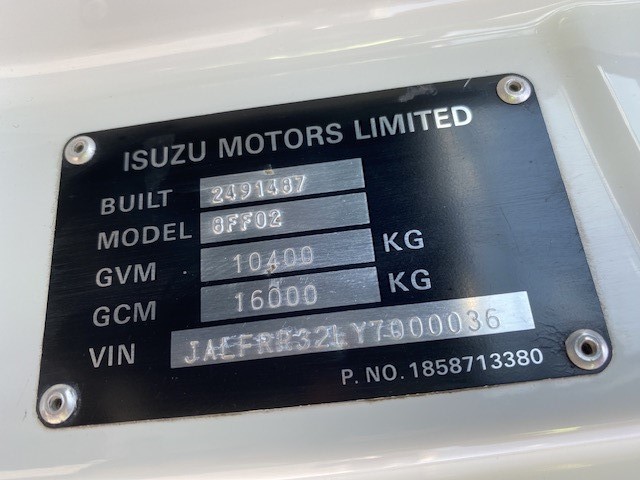 ISUZU MOTORS LIMITED
BUILT 2491487
MODEL 8FF02
GVM 10400 KG
GCM 16000 KG
VIN JALFRR32LY7000036
P. NO. 1858713380